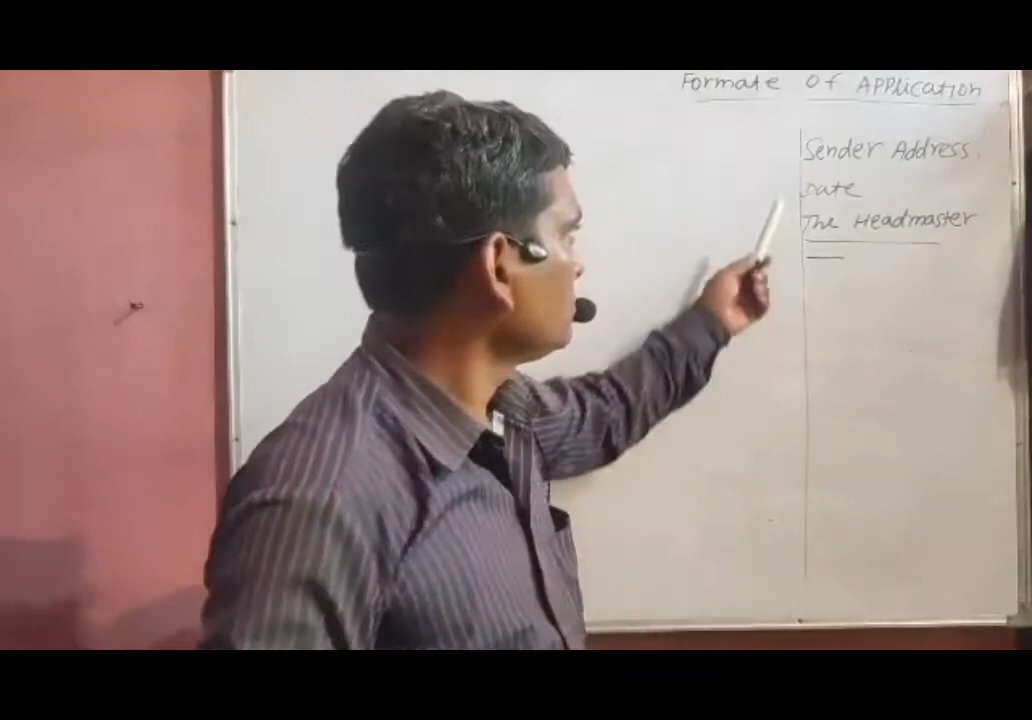 Formate Of Application
Sender Address.
Date
The Headmaster